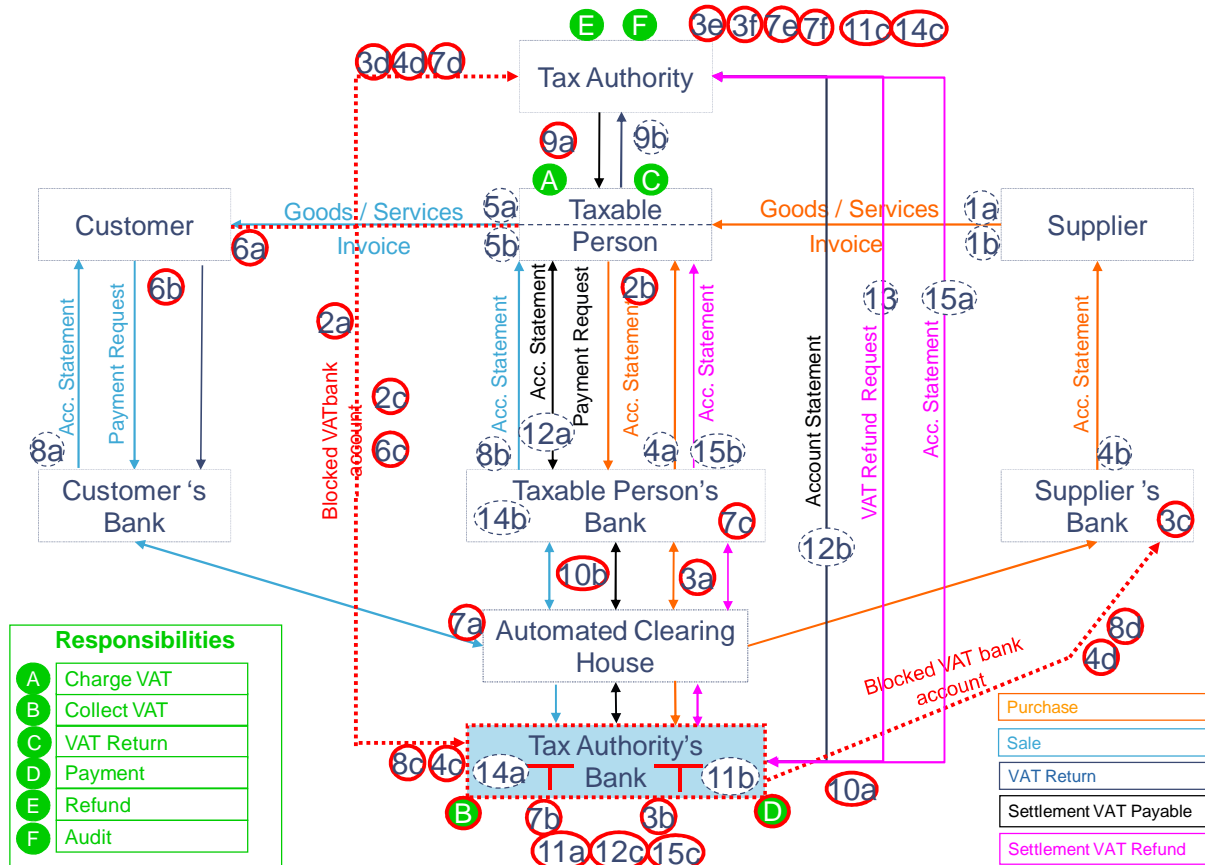 E F 3e 3f 7e 7f 11c 14c
3d 4d 7d
Tax Authority
9a 9b
A C
Customer
Goods / Services
Invoice
5a
5b
Taxable
Person
Goods / Services
Invoice
1a
1b
Supplier
6a
6b
2b
13
15a
2a
2c
6c
Acc. Statement
Payment Request
Blocked VATbank
account
Acc. Statement
Acc. Statement
Payment Request
Acc. Statement
Acc. Statement
Account Statement
VAT Refund Request
Acc. Statement
Acc. Statement
8a
8b
12a
4a
15b
4b
Customer ‘s
Bank
Taxable Person’s
Bank
14b
7c
12b
Supplier ’s
Bank
3c
10b
3a
7a
Automated Clearing
House
8d
4d
Blocked VAT bank
account
Responsibilities
A Charge VAT
B Collect VAT
C VAT Return
D Payment
E Refund
F Audit
8c 4c
Tax Authority’s
Bank
14a
11b
10a
B
D
7b
3b
11a 12c 15c
Purchase
Sale
VAT Return
Settlement VAT Payable
Settlement VAT Refund